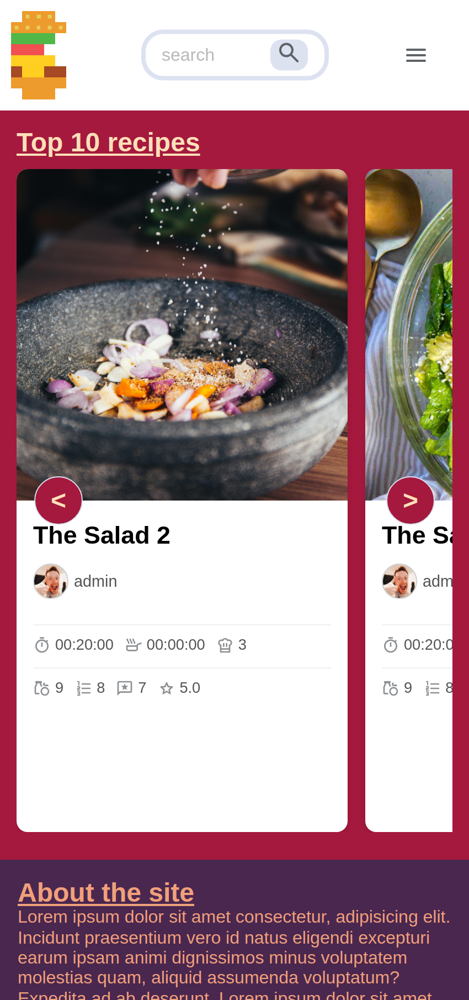 search
Top 10 recipes
<
>
The Salad 2
admin
00:20:00 00:00:00 3
9 8 7 5.0
The Sa
adm
00:20:0
9 8
About the site
Lorem ipsum dolor sit amet consectetur, adipisicing elit.
Incidunt praesentium vero id natus eligendi excepturi
earum ipsam animi dignissimos minus voluptatem
molestias quam, aliquid assumenda voluptatum?
Expedita ad ab deserunt. Lorem ipsum dolor sit amet